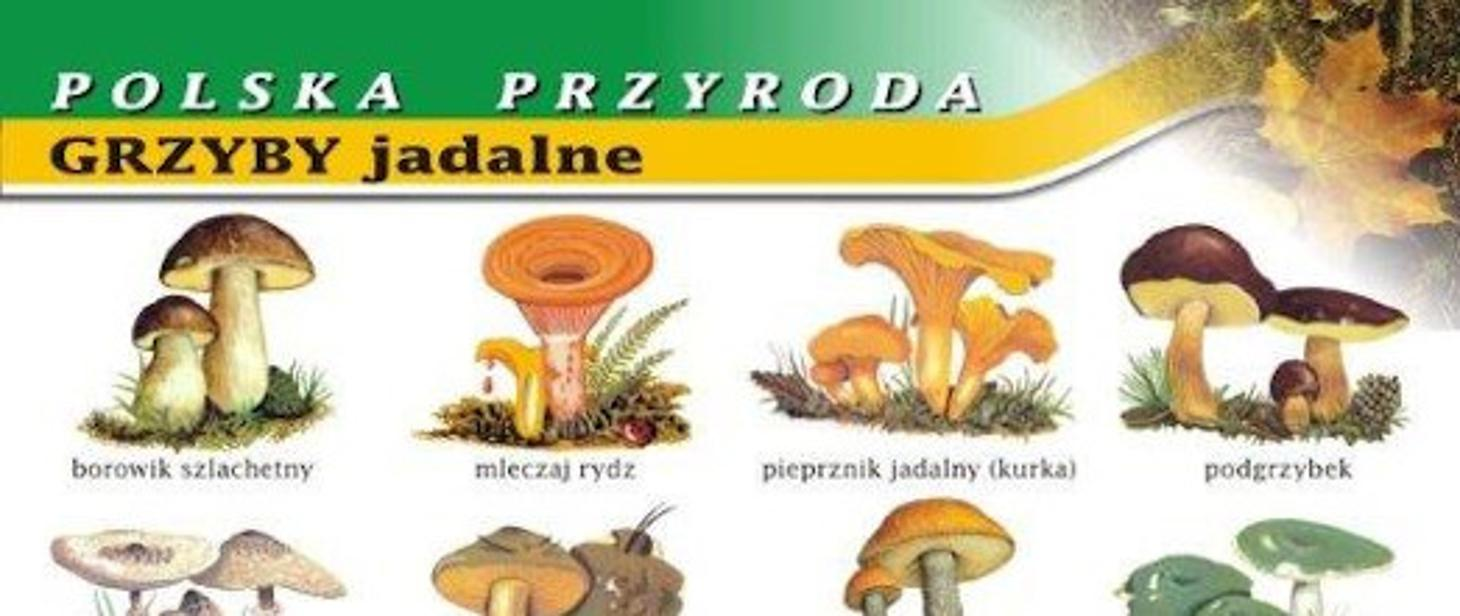 POLSKA PRZYRODA
GRZYBY jadalne
borowik szlachetny
mleczaj rydz
pieprznik jadalny (kurka)
podgrzybek